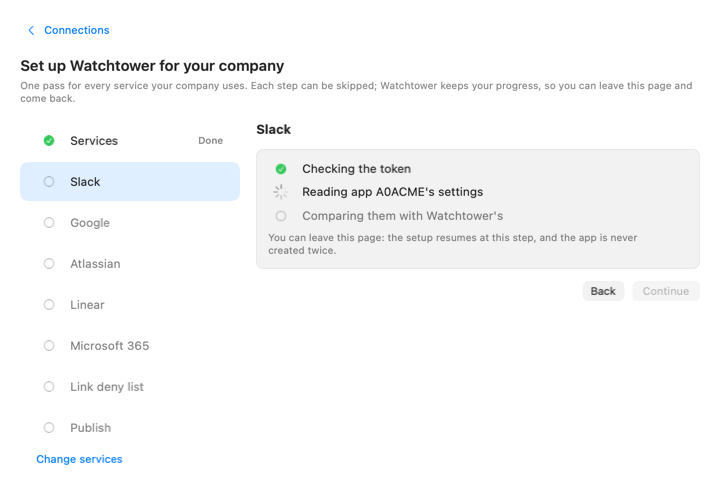 Connections
Set up Watchtower for your company
One pass for every service your company uses. Each step can be skipped; Watchtower keeps your progress, so you can leave this page and
come back.
Services
Done
Slack
Google
Atlassian
Linear
Microsoft 365
Link deny list
Publish
Change services
Slack
Checking the token
Reading app A0ACME's settings
Comparing them with Watchtower's
You can leave this page: the setup resumes at this step, and the app is never
created twice.
Back
Continue